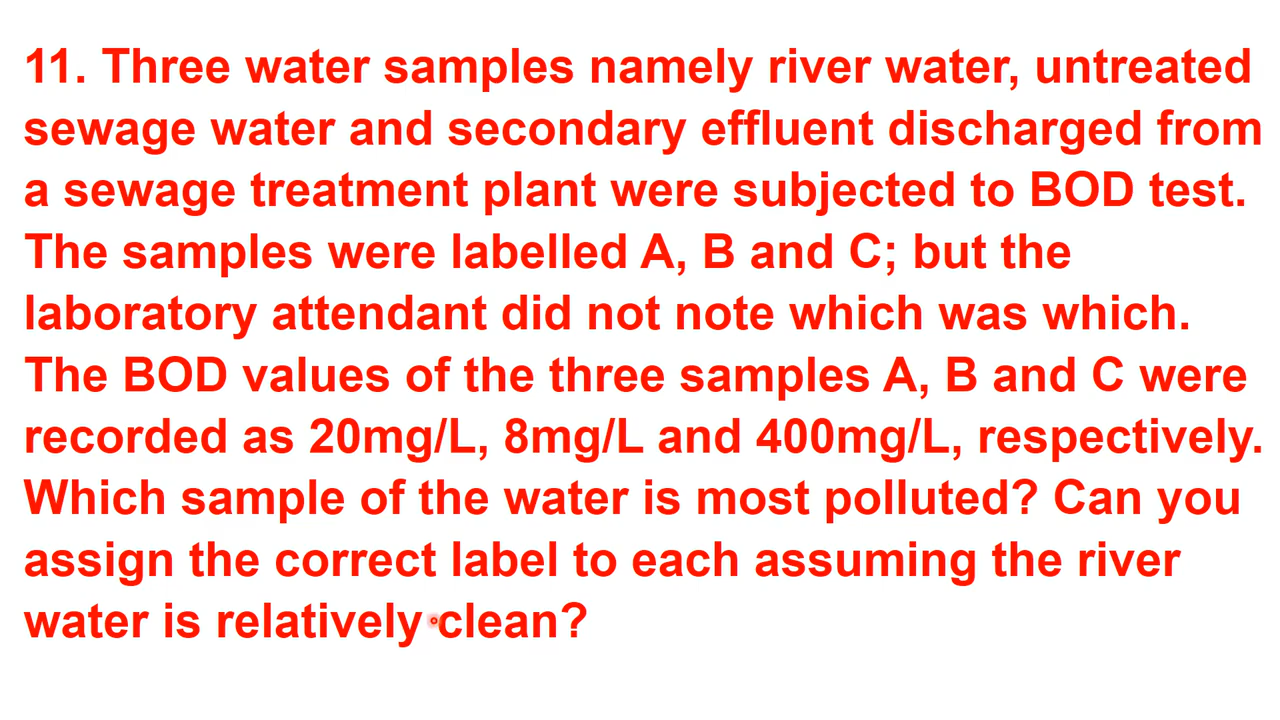 11. Three water samples namely river water, untreated
sewage water and secondary effluent discharged from
a sewage treatment plant were subjected to BOD test.
The samples were labelled A, B and C; but the
laboratory attendant did not note which was which.
The BOD values of the three samples A, B and C were
recorded as 20mg/L, 8mg/L and 400mg/L, respectively.
Which sample of the water is most polluted? Can you
assign the correct label to each assuming the river
water is relatively clean?